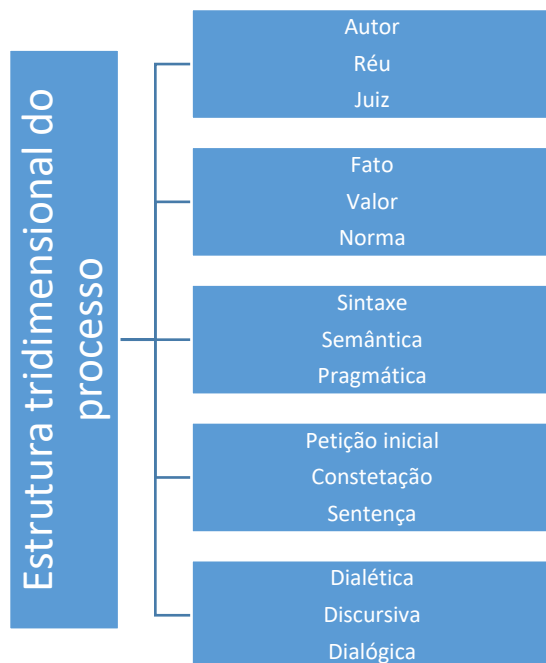 Estrutura tridimensional do
processo
Autor
Réu
Juiz
Fato
Valor
Norma
Sintaxe
Semântica
Pragmática
Petição inicial
Constetação
Sentença
Dialética
Discursiva
Dialógica